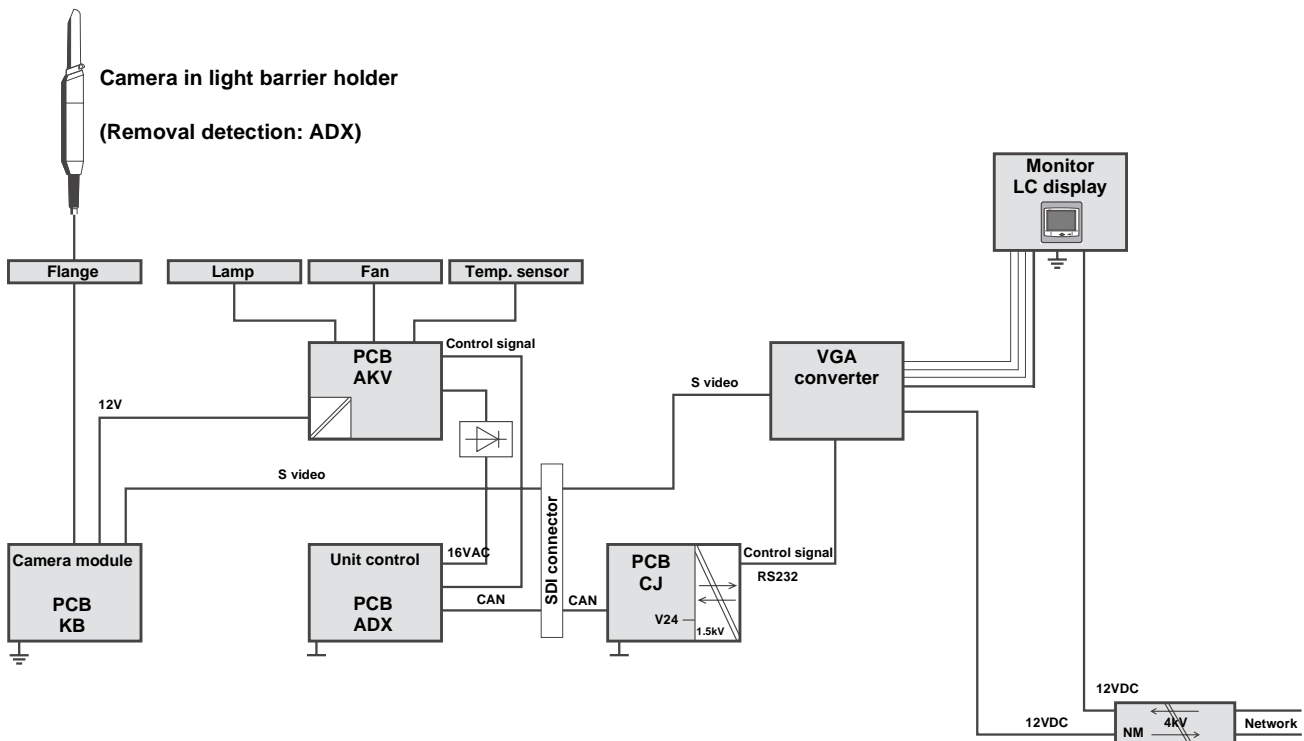 Camera in light barrier holder
(Removal detection: ADX)
Monitor
LC display
Flange
Lamp
Fan
Temp. sensor
PCB
AKV
Control signal
VGA
converter
S video
12V
S video
SDI connector
Camera module
PCB
KB
Unit control
PCB
ADX
16VAC
CAN
CAN
PCB
CJ
V24
1.5kV
Control signal
RS232
12VDC
12VDC
NM
4kV
Network